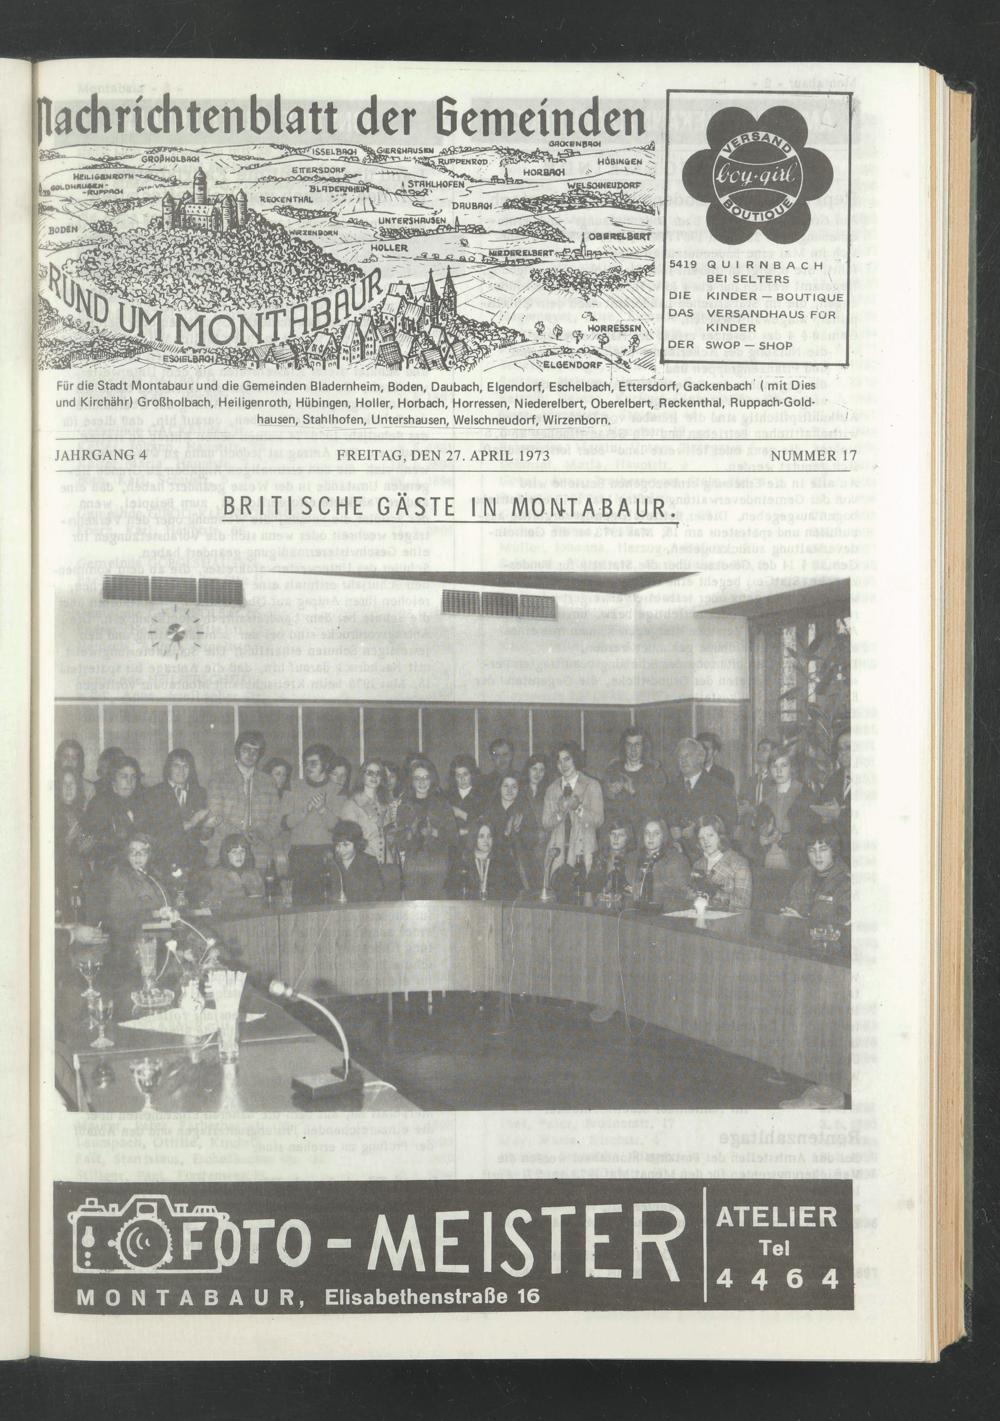 Nachrichtenblatt der Gemeinden
ISSELBACH
GIERSHAUSEN
GACKENBACH
GROẞHOLBACH
RUPPENROD
HÜBINGEN
ETTERSDORF
HORBACH
HEILIGENROTH
STAHLHOFEN
WELSCHNEUDORF
GOLDHAUSEN-
-RUPPACH
BLADERNHEIM
RECKENTHAL
DAUBACH
UNTERSHAUSEN
BODEN
WIRZENBORN
OBERELBERT
HOLLER
NIEDERELBERT
RUND UM MONTABAUR
HORRESSEN
ESCHELBACH
ELGENDORF
VERSAND
boy-girl
BOUTIQUE
5419 QUIRNBACH
BEI SELTERS
DIE KINDER — BOUTIQUE
DAS VERSANDHAUS FÜR
KINDER
DER SWOP — SHOP
Für die Stadt Montabaur und die Gemeinden Bladernheim, Boden, Daubach, Elgendorf, Eschelbach, Ettersdorf, Gackenbach ( mit Dies
und Kirchähr) Großholbach, Heiligenroth, Hübingen, Holler, Horbach, Horressen, Niederelbert, Oberelbert, Reckenthal, Ruppach-Gold-
hausen, Stahlhofen, Untershausen, Welschneudorf, Wirzenborn.
JAHRGANG 4 FREITAG, DEN 27. APRIL 1973 NUMMER 17
BRITISCHE GÄSTE IN MONTABAUR.
FOTO - MEISTER
MONTABAUR, Elisabethenstraße 16
ATELIER
Tel
4464